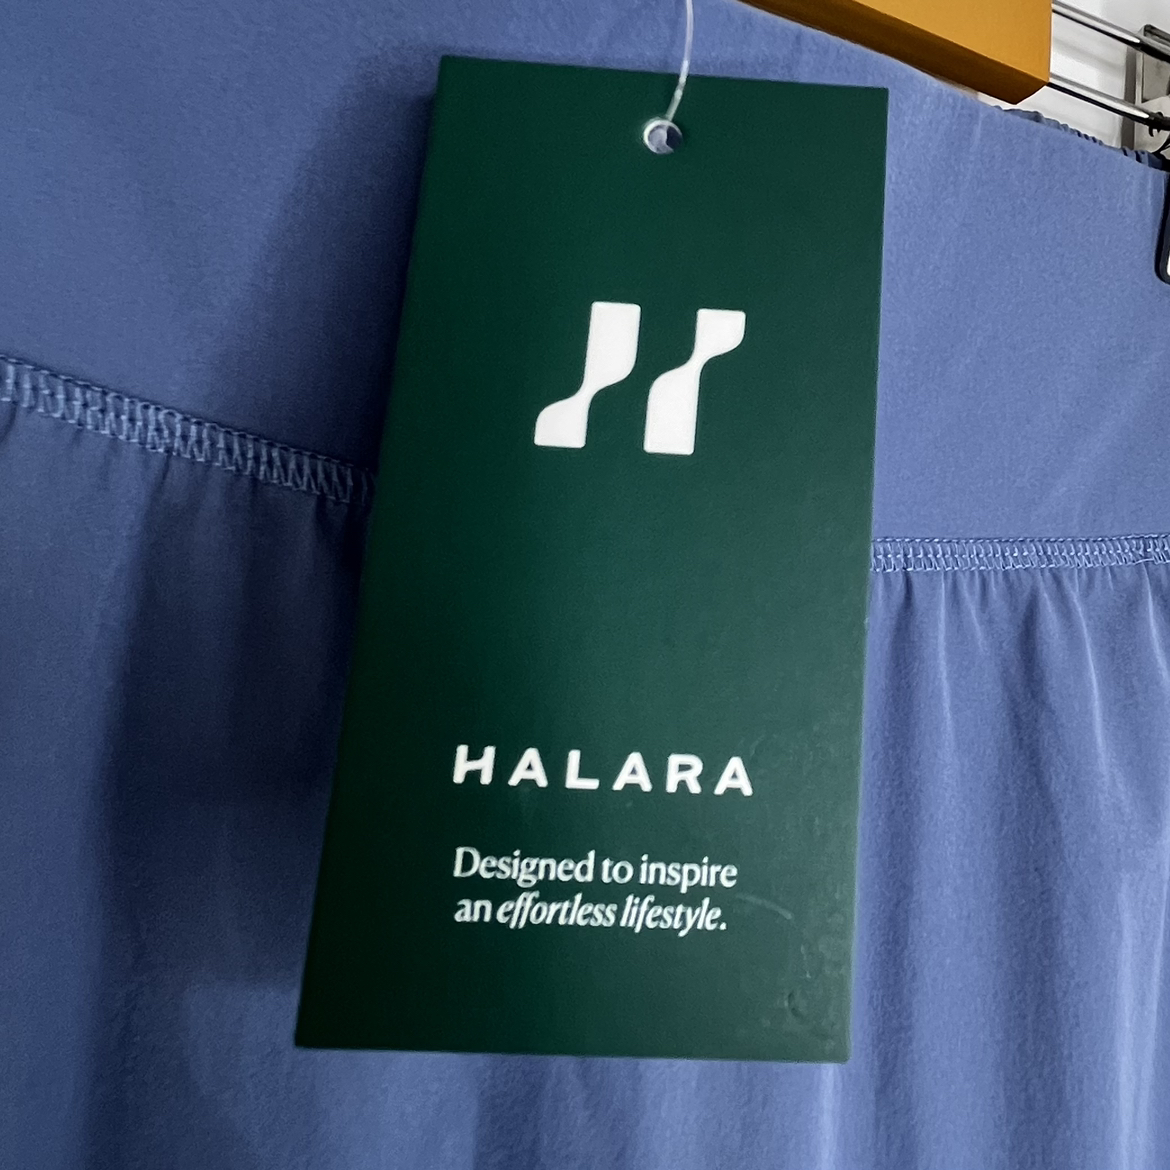 HALARA
Designed to inspire
an effortless lifestyle.